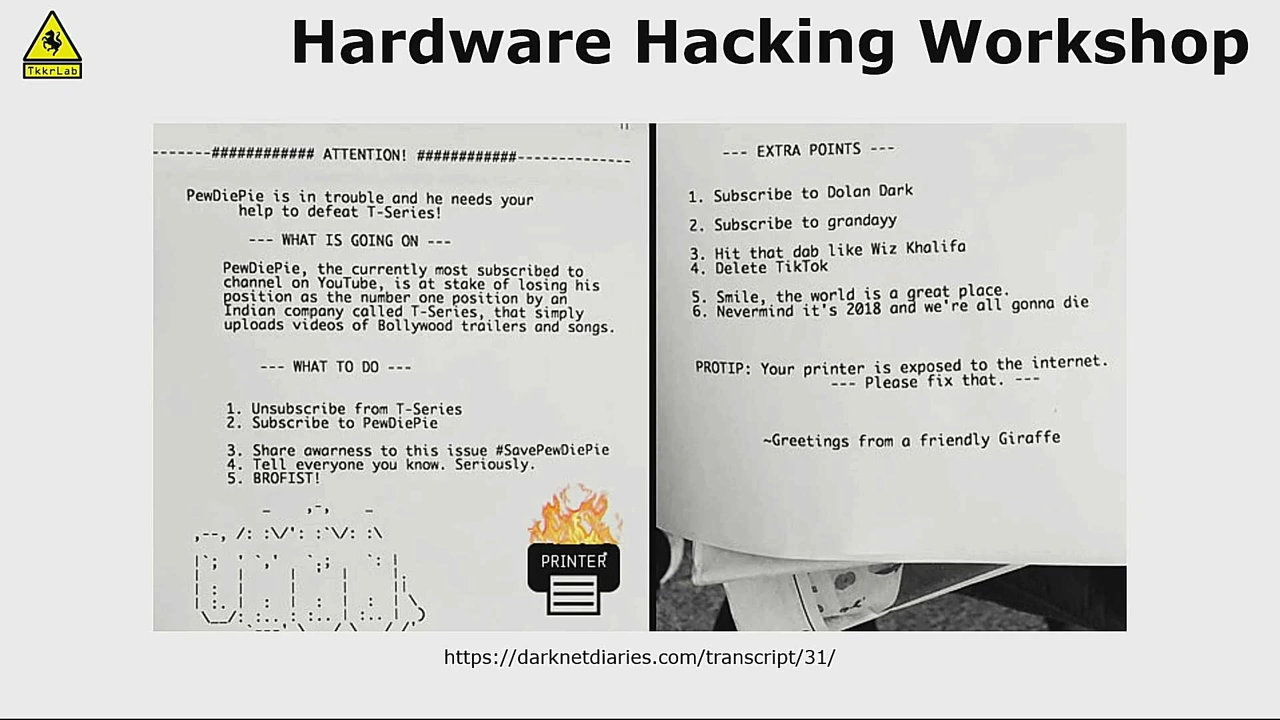 TkkrLab
Hardware Hacking Workshop
-------############ ATTENTION! ############--------------
PewDiePie is in trouble and he needs your
help to defeat T-Series!
--- WHAT IS GOING ON ---
PewDiePie, the currently most subscribed to
channel on YouTube, is at stake of losing his
position as the number one position by an
Indian company called T-Series, that simply
uploads videos of Bollywood trailers and songs.
--- WHAT TO DO ---
1. Unsubscribe from T-Series
2. Subscribe to PewDiePie
3. Share awarness to this issue #SavePewDiePie
4. Tell everyone you know. Seriously.
5. BROFIST!
PRINTER
--- EXTRA POINTS ---
1. Subscribe to Dolan Dark
2. Subscribe to grandayy
3. Hit that dab like Wiz Khalifa
4. Delete TikTok
5. Smile, the world is a great place.
6. Nevermind it's 2018 and we're all gonna die
PROTIP: Your printer is exposed to the internet.
--- Please fix that. ---
~Greetings from a friendly Giraffe
https://darknetdiaries.com/transcript/31/